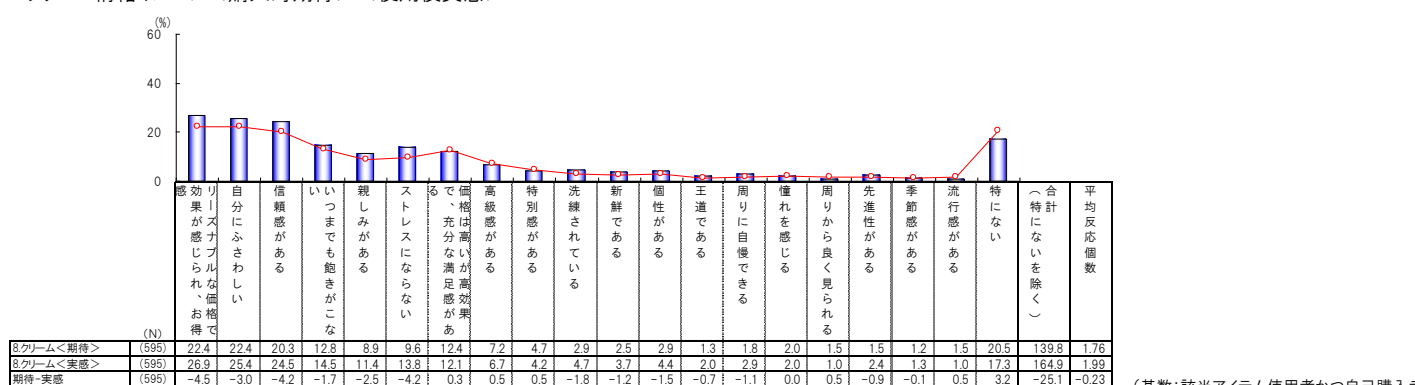 (%)
60
40
20
0
リーズナブルな価格で効果が感じられ、お得感
自分にふさわしい
信頼感がある
いつまでも飽きがこない
親しみがある
ストレスにならない
価格は高いが高効果で、充分な満足感がある
高級感がある
特別感がある
洗練されている
新鮮である
個性がある
王道である
周りに自慢できる
憧れを感じる
周りから良く見られる
先進性がある
季節感がある
流行感がある
特にない
合計（特にないを除く）
平均反応個数
(N)
8.クリーム<期待> (595) 22.4 22.4 20.3 12.8 8.9 9.6 12.4 7.2 4.7 2.9 2.5 2.9 1.3 1.8 2.0 1.5 1.5 1.2 1.5 20.5 139.8 1.76
8.クリーム<実感> (595) 26.9 25.4 24.5 14.5 11.4 13.8 12.1 6.7 4.2 4.7 3.7 4.4 2.0 2.9 2.0 1.0 2.4 1.3 1.0 17.3 164.9 1.99
期待-実感 (595) -4.5 -3.0 -4.2 -1.7 -2.5 -4.2 0.3 0.5 0.5 -1.8 -1.2 -1.5 -0.7 -1.1 0.0 0.5 -0.9 -0.1 0.5 3.2 -25.1 -0.23